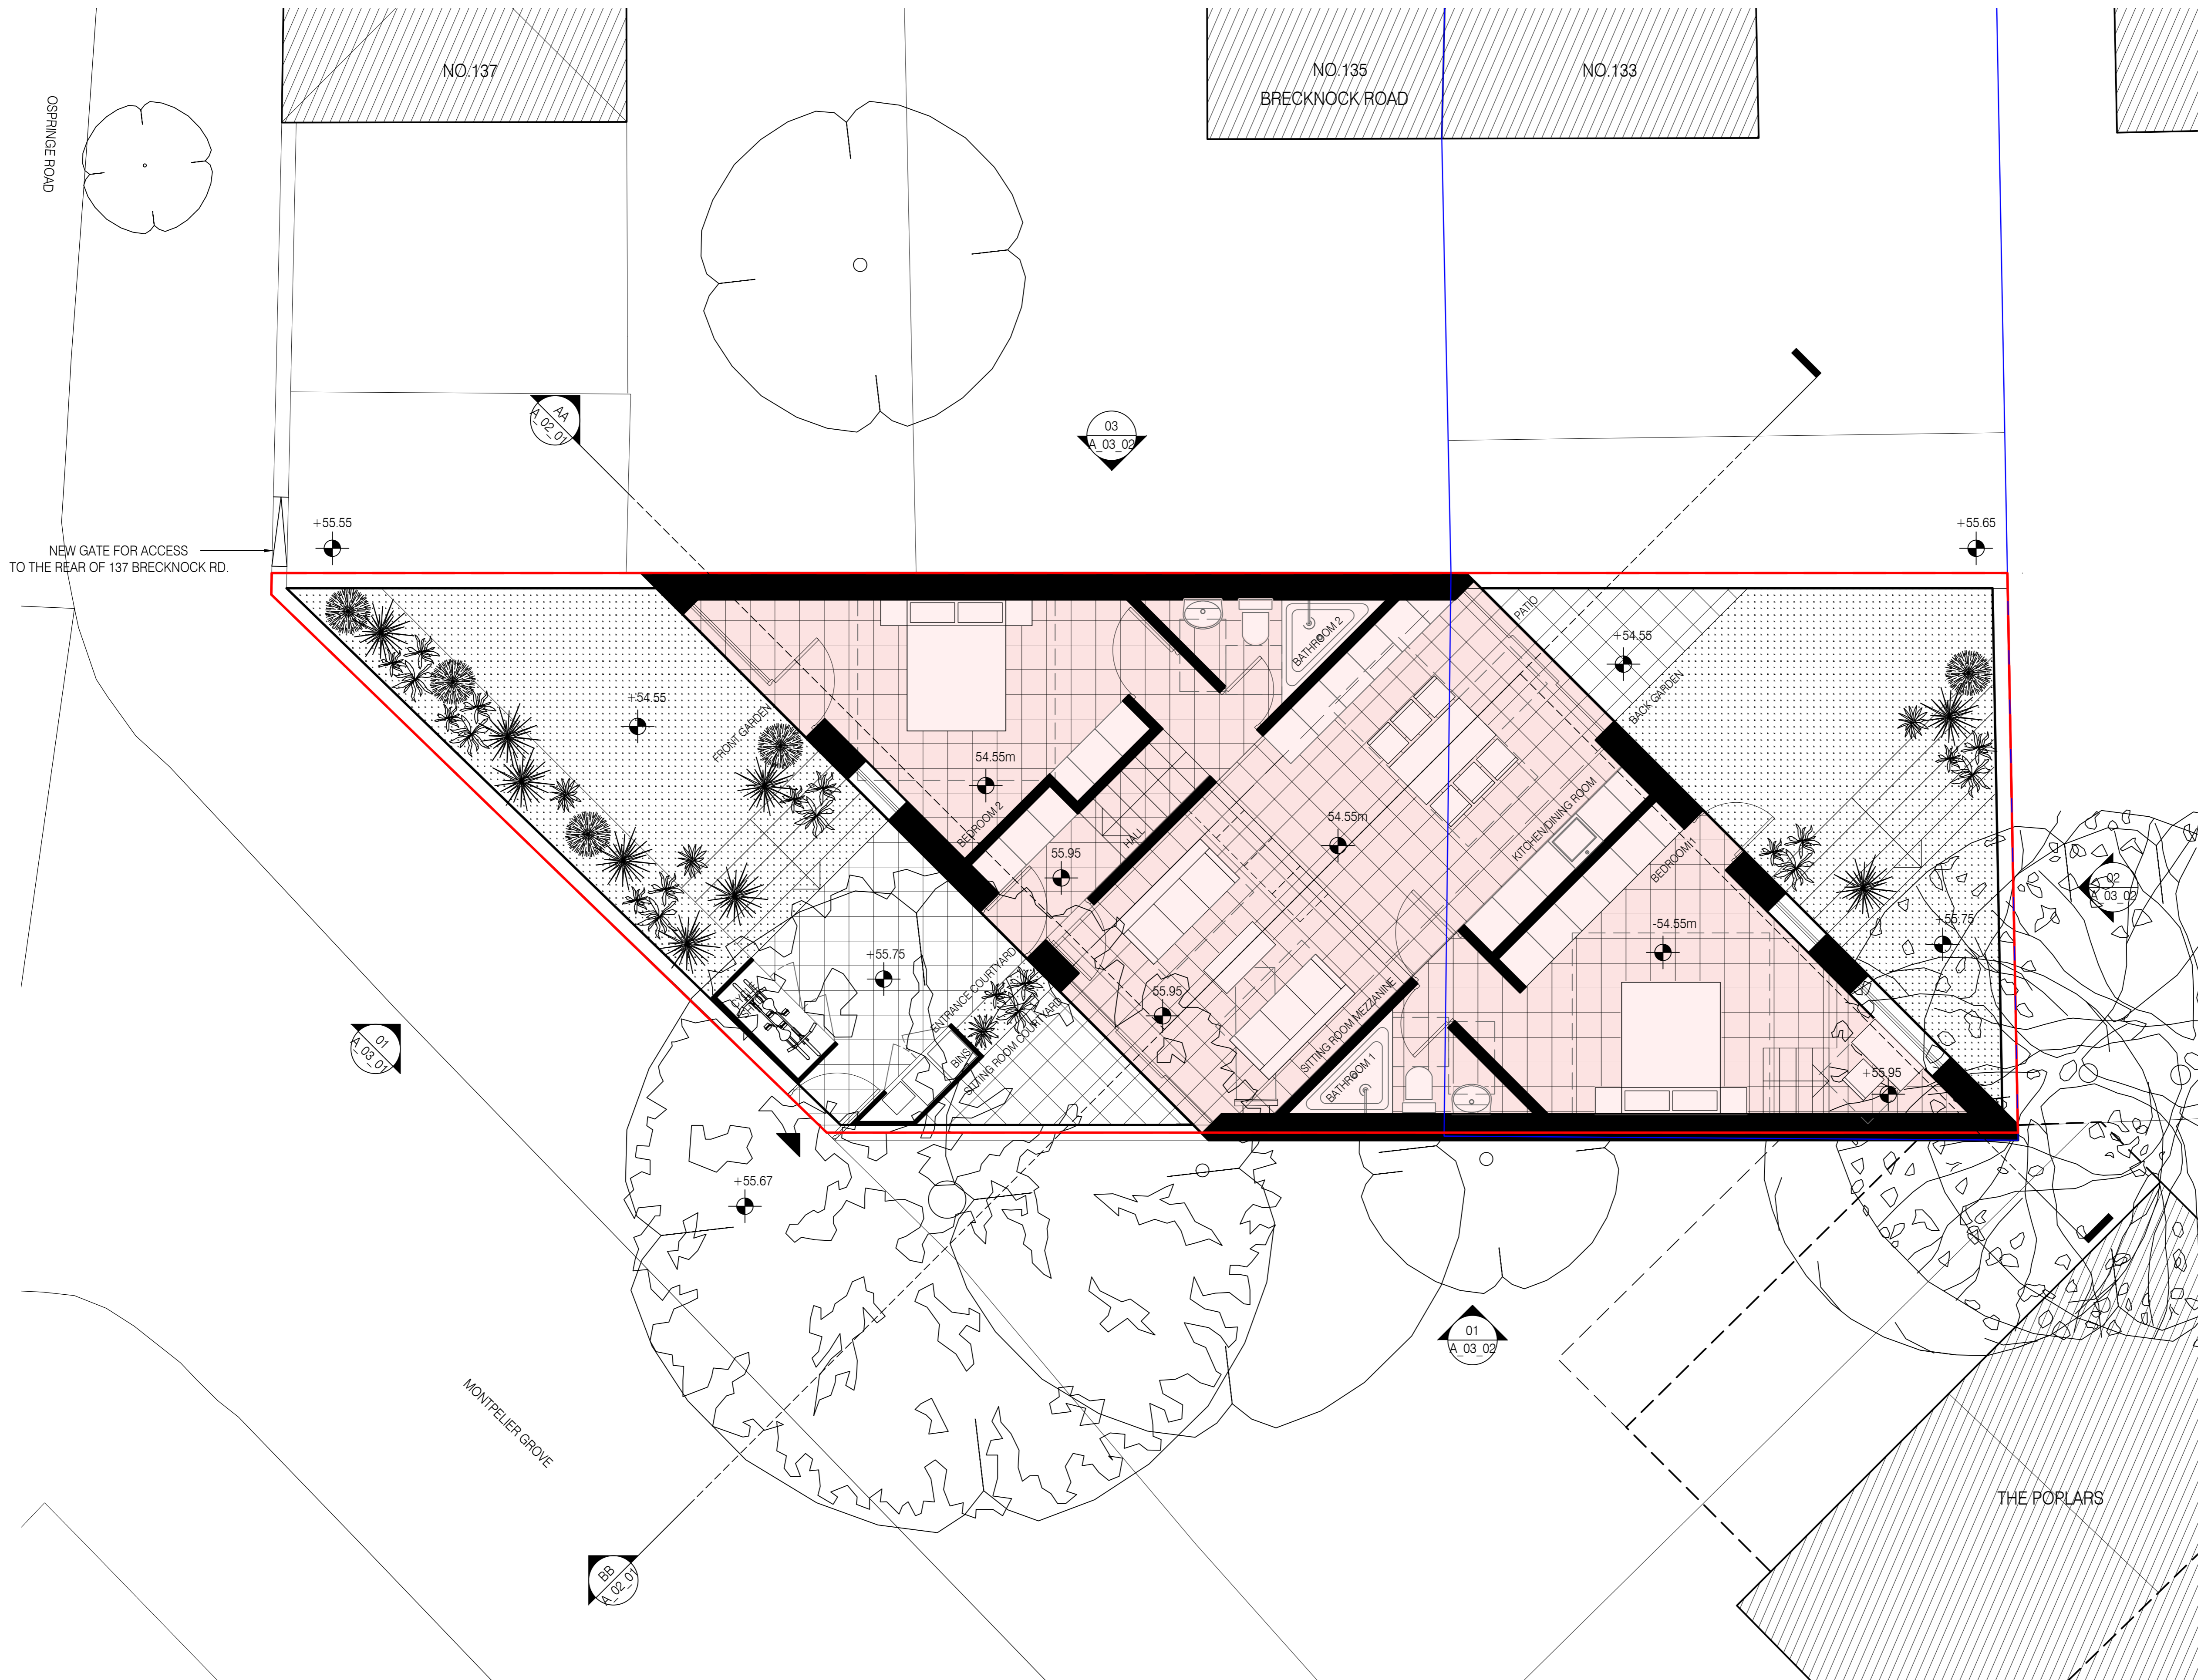 NO.137
NO.135
BRECKNOCK ROAD
NO.133
OSPRINGE ROAD
AA
A_02_01
03
A_03_02
+55.55
+55.65
NEW GATE FOR ACCESS
TO THE REAR OF 137 BRECKNOCK RD.
PATIO
BATHROOM 2
+54.55
+54.55
BACK GARDEN
FRONT GARDEN
54.55m
KITCHEN/DINING ROOM
BEDROOM 2
HALL
54.55m
BEDROOM 1
55.95
02
A_03_02
-54.55m
+55.75
+55.75
ENTRANCE COURTYARD
CYCLE
55.95
SITTING ROOM MEZZANINE
01
A_03_01
BINS
SITTING ROOM COURTYARD
BATHROOM 1
+55.95
+55.67
01
A_03_02
MONTPELIER GROVE
THE POPLARS
BB
A_02_01